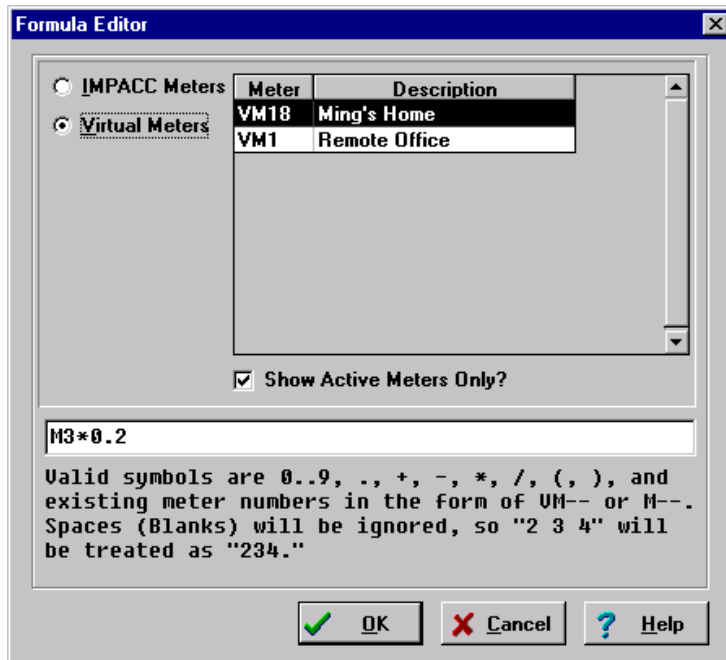 Formula Editor
IMPACC Meters
Virtual Meters
Meter Description
VM18 Ming's Home
VM1 Remote Office
Show Active Meters Only?
M3*0.2
Valid symbols are 0..9, ., +, -, *, /, (, ), and
existing meter numbers in the form of VM-- or M--.
Spaces (Blanks) will be ignored, so "2 3 4" will
be treated as "234."
OK Cancel Help